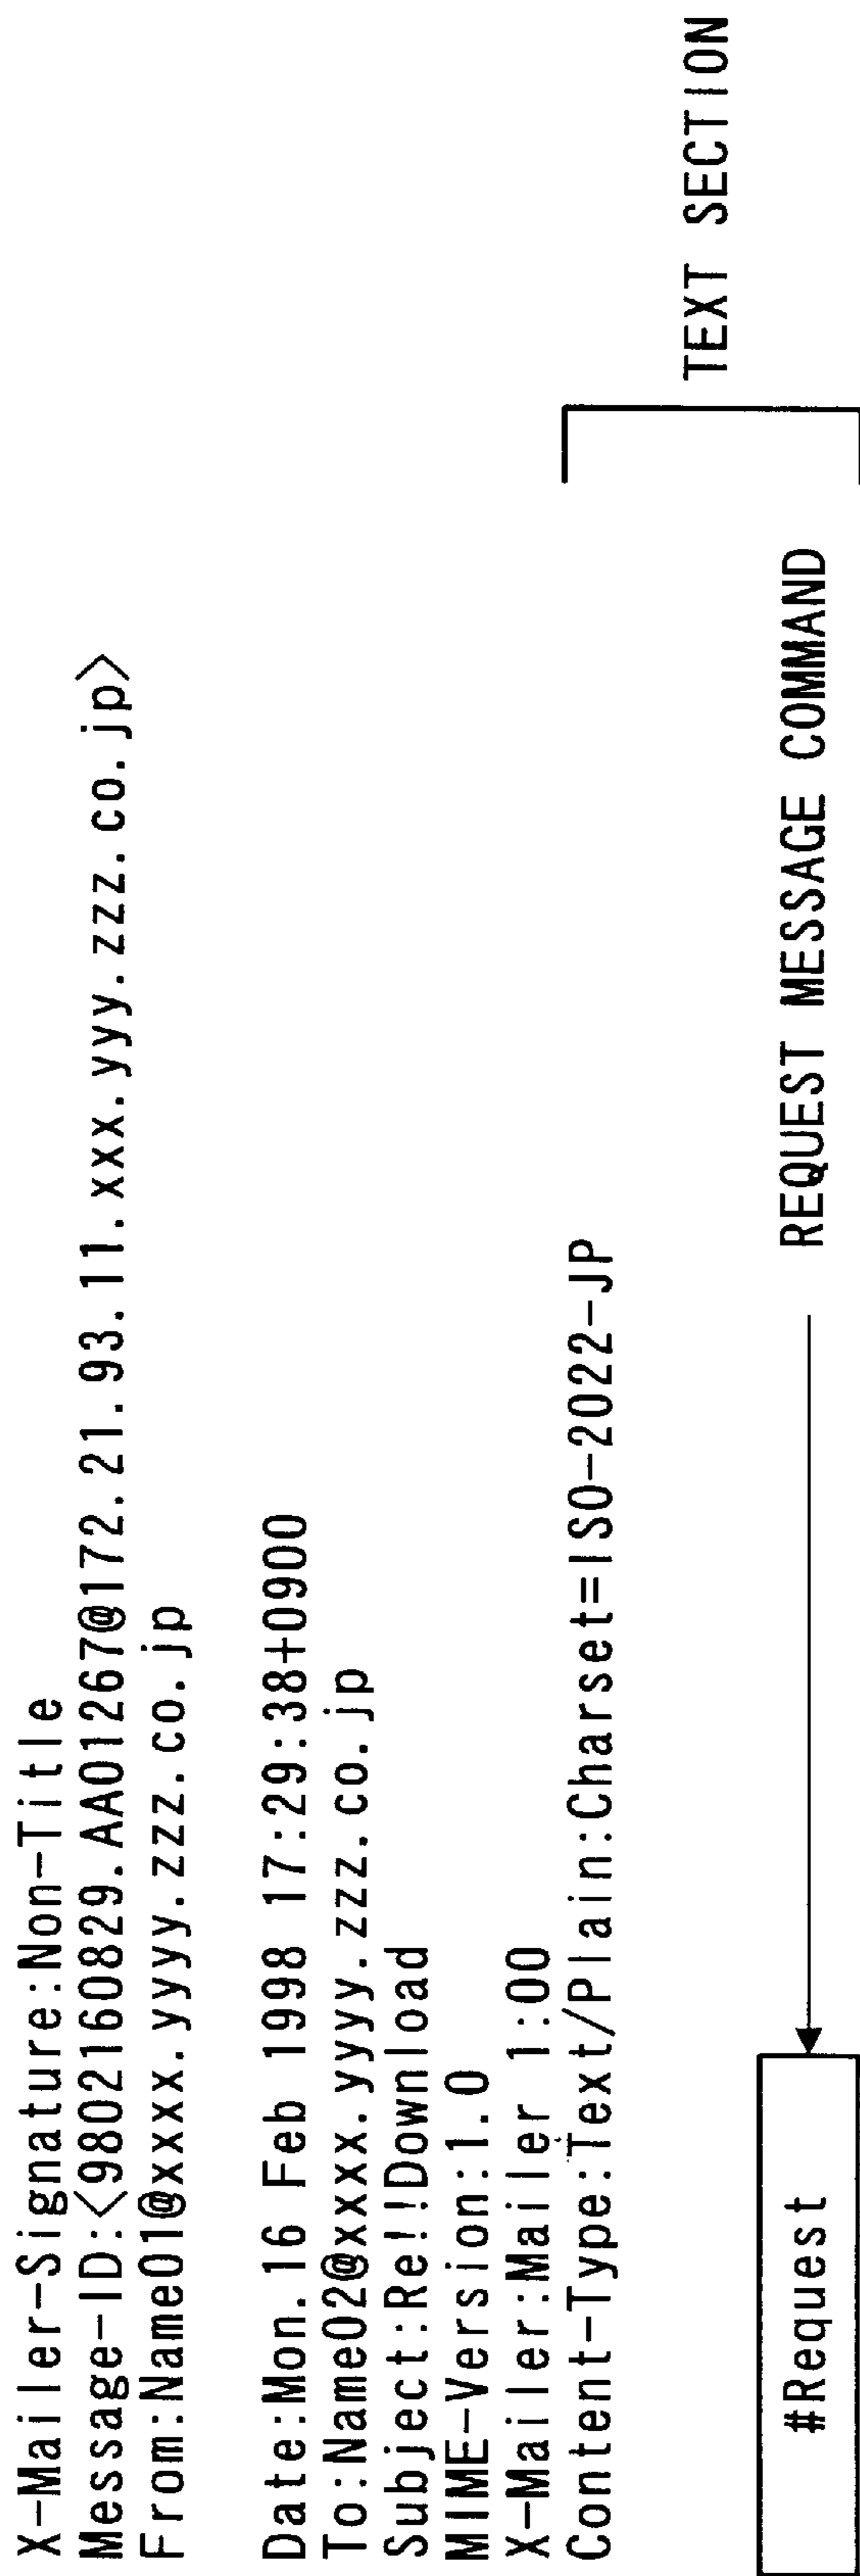 X-Mailer-Signature:Non-Title
Message-ID:<9802160829.AA01267@172.21.93.11.xxx.yyy.zzz.co.jp>
From:Name01@xxxx.yyyy.zzz.co.jp
Date:Mon.16 Feb 1998 17:29:38+0900
To:Name02@xxxx.yyyy.zzz.co.jp
Subject:Re!!Download
MIME-Version:1.0
X-Mailer:Mailer 1:00
Content-Type:Text/Plain:Charset=ISO-2022-JP
TEXT SECTION
#Request
REQUEST MESSAGE COMMAND